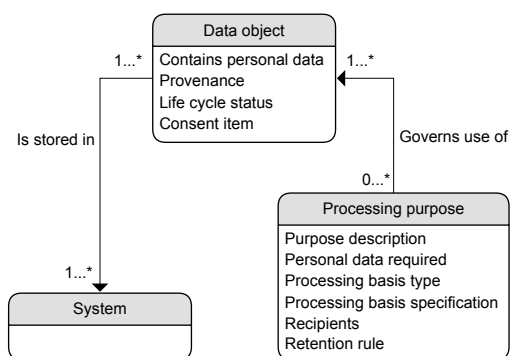 Data object
1...*
Contains personal data
1...*
Provenance
Life cycle status
Consent item
Is stored in
Governs use of
0...*
Processing purpose
Purpose description
Personal data required
Processing basis type
Processing basis specification
Recipients
Retention rule
1...*
System